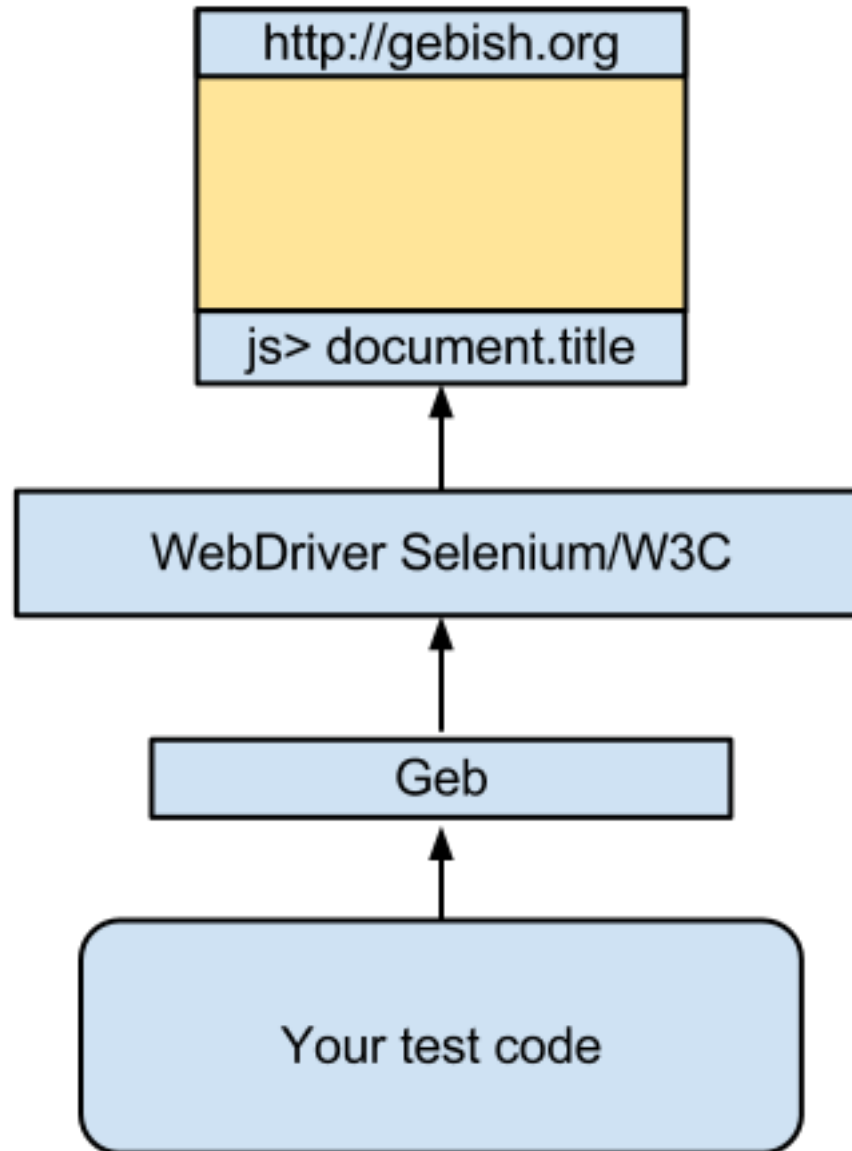 http://gebish.org
js> document.title
WebDriver Selenium/W3C
Geb
Your test code